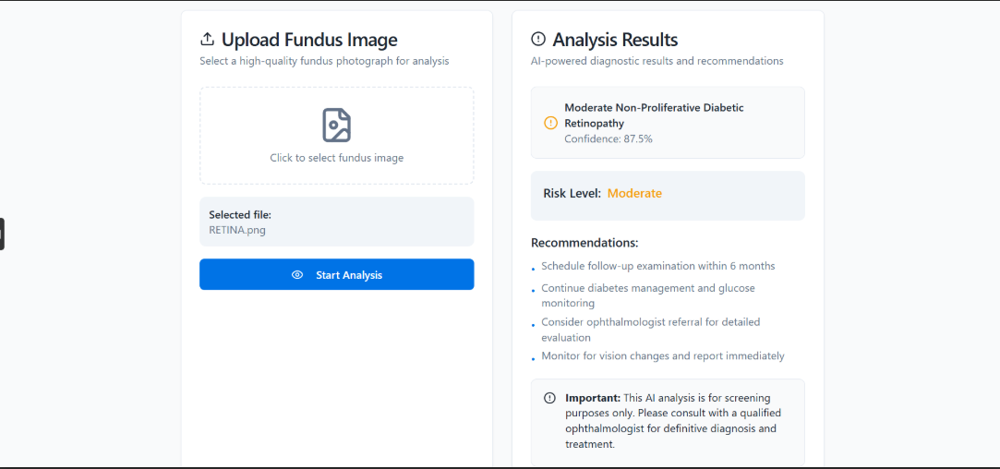 Upload Fundus Image
Select a high-quality fundus photograph for analysis
Click to select fundus image
Selected file:
RETINA.png
Start Analysis
Analysis Results
AI-powered diagnostic results and recommendations
Moderate Non-Proliferative Diabetic
Retinopathy
Confidence: 87.5%
Risk Level: Moderate
Recommendations:
• Schedule follow-up examination within 6 months
• Continue diabetes management and glucose
monitoring
• Consider ophthalmologist referral for detailed
evaluation
• Monitor for vision changes and report immediately
Important: This AI analysis is for screening
purposes only. Please consult with a qualified
ophthalmologist for definitive diagnosis and
treatment.